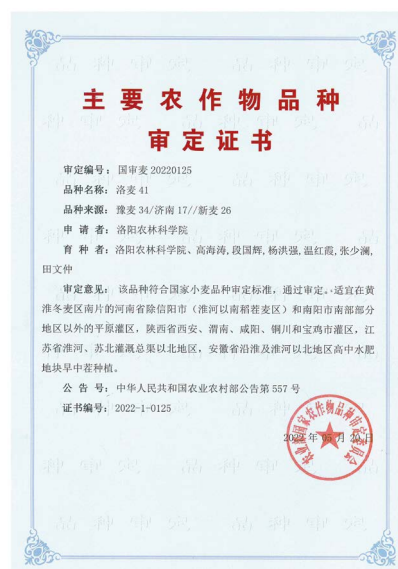 主要农作物品种
审定证书
审定编号：国审麦 20220125
品种名称：洛麦 41
品种来源：豫麦 34/济南 17//新麦 26
申 请 者：洛阳农林科学院
育 种 者：洛阳农林科学院、高海涛,段国辉,杨洪强,温红霞,张少澜,
田文仲
审定意见：该品种符合国家小麦品种审定标准，通过审定。适宜在黄
淮冬麦区南片的河南省除信阳市（淮河以南稻茬麦区）和南阳市南部部分
地区以外的平原灌区，陕西省西安、渭南、咸阳、铜川和宝鸡市灌区，江
苏省淮河、苏北灌溉总渠以北地区，安徽省沿淮及淮河以北地区高中水肥
地块早中茬种植。
公 告 号：中华人民共和国农业农村部公告第 557 号
证书编号：2022-1-0125
2022 年 05 月 20 日